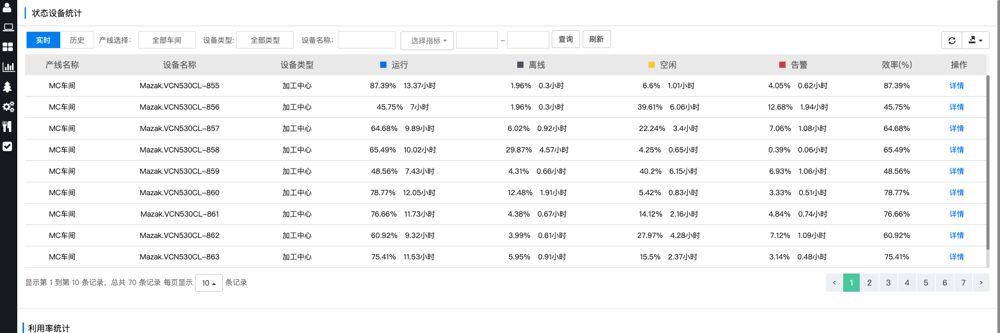 状态设备统计
实时 历史 产线选择: 全部车间 设备类型: 全部类型 设备名称: 选择指标 – 查询 刷新
产线名称 设备名称 设备类型 运行 离线 空闲 告警 效率(%) 操作
MC车间 Mazak.VCN530CL-855 加工中心 87.39% 13.37小时 1.96% 0.3小时 6.6% 1.01小时 4.05% 0.62小时 87.39% 详情
MC车间 Mazak.VCN530CL-856 加工中心 45.75% 7小时 1.96% 0.3小时 39.61% 6.06小时 12.68% 1.94小时 45.75% 详情
MC车间 Mazak.VCN530CL-857 加工中心 64.68% 9.89小时 6.02% 0.92小时 22.24% 3.4小时 7.06% 1.08小时 64.68% 详情
MC车间 Mazak.VCN530CL-858 加工中心 65.49% 10.02小时 29.87% 4.57小时 4.25% 0.65小时 0.39% 0.06小时 65.49% 详情
MC车间 Mazak.VCN530CL-859 加工中心 48.56% 7.43小时 4.31% 0.66小时 40.2% 6.15小时 6.93% 1.06小时 48.56% 详情
MC车间 Mazak.VCN530CL-860 加工中心 78.77% 12.05小时 12.48% 1.91小时 5.42% 0.83小时 3.33% 0.51小时 78.77% 详情
MC车间 Mazak.VCN530CL-861 加工中心 76.66% 11.73小时 4.38% 0.67小时 14.12% 2.16小时 4.84% 0.74小时 76.66% 详情
MC车间 Mazak.VCN530CL-862 加工中心 60.92% 9.32小时 3.99% 0.61小时 27.97% 4.28小时 7.12% 1.09小时 60.92% 详情
MC车间 Mazak.VCN530CL-863 加工中心 75.41% 11.53小时 5.95% 0.91小时 15.5% 2.37小时 3.14% 0.48小时 75.41% 详情
显示第 1 到第 10 条记录，总共 70 条记录 每页显示 10 条记录 ‹ 1 2 3 4 5 6 7 ›
利用率统计